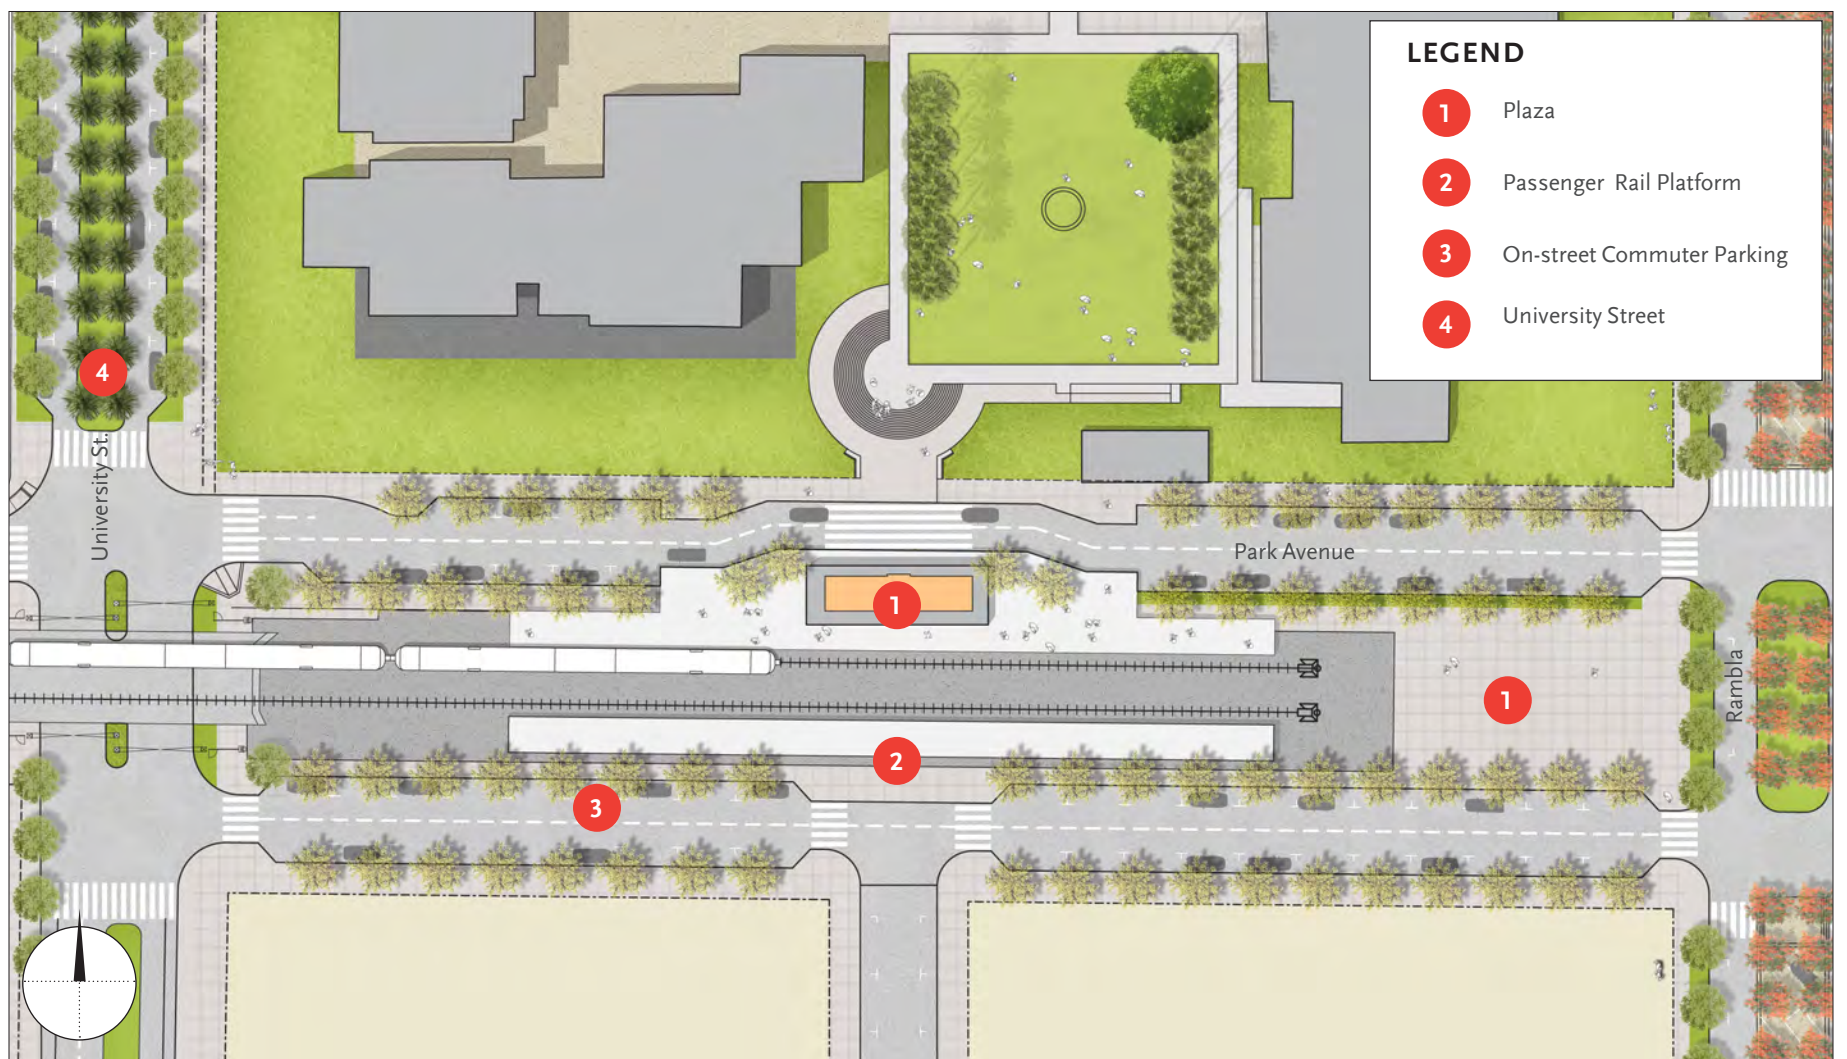 LEGEND
1 Plaza
2 Passenger Rail Platform
3 On-street Commuter Parking
4 University Street
4
University St.
Park Avenue
1
1
Rambla
2
3